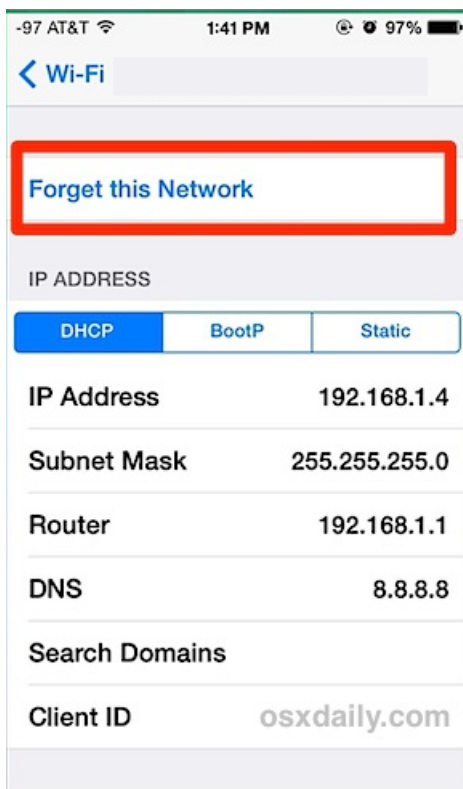 -97 AT&T 1:41 PM 97%
Wi-Fi
Forget this Network
IP ADDRESS
DHCP BootP Static
IP Address 192.168.1.4
Subnet Mask 255.255.255.0
Router 192.168.1.1
DNS 8.8.8.8
Search Domains
Client ID osxdaily.com